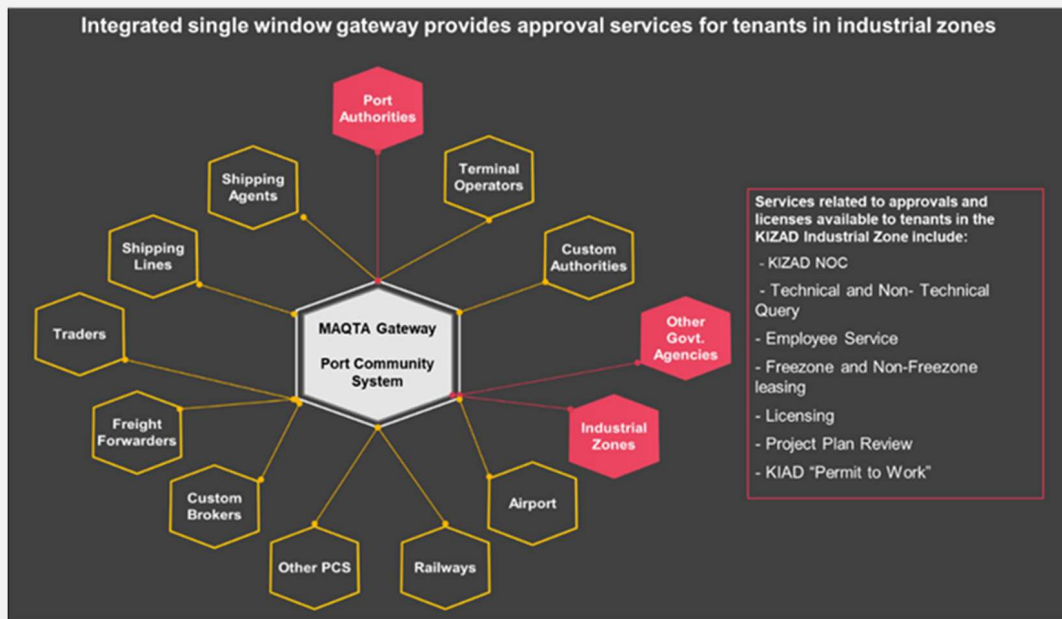 Integrated single window gateway provides approval services for tenants in industrial zones
Port
Authorities
Shipping
Agents
Terminal
Operators
Shipping
Lines
Custom
Authorities
Traders
MAQTA Gateway
Port Community
System
Other
Govt.
Agencies
Freight
Forwarders
Industrial
Zones
Custom
Brokers
Airport
Other PCS
Railways
Services related to approvals and
licenses available to tenants in the
KIZAD Industrial Zone include:
- KIZAD NOC
- Technical and Non- Technical
Query
- Employee Service
- Freezone and Non-Freezone
leasing
- Licensing
- Project Plan Review
- KIAD “Permit to Work”